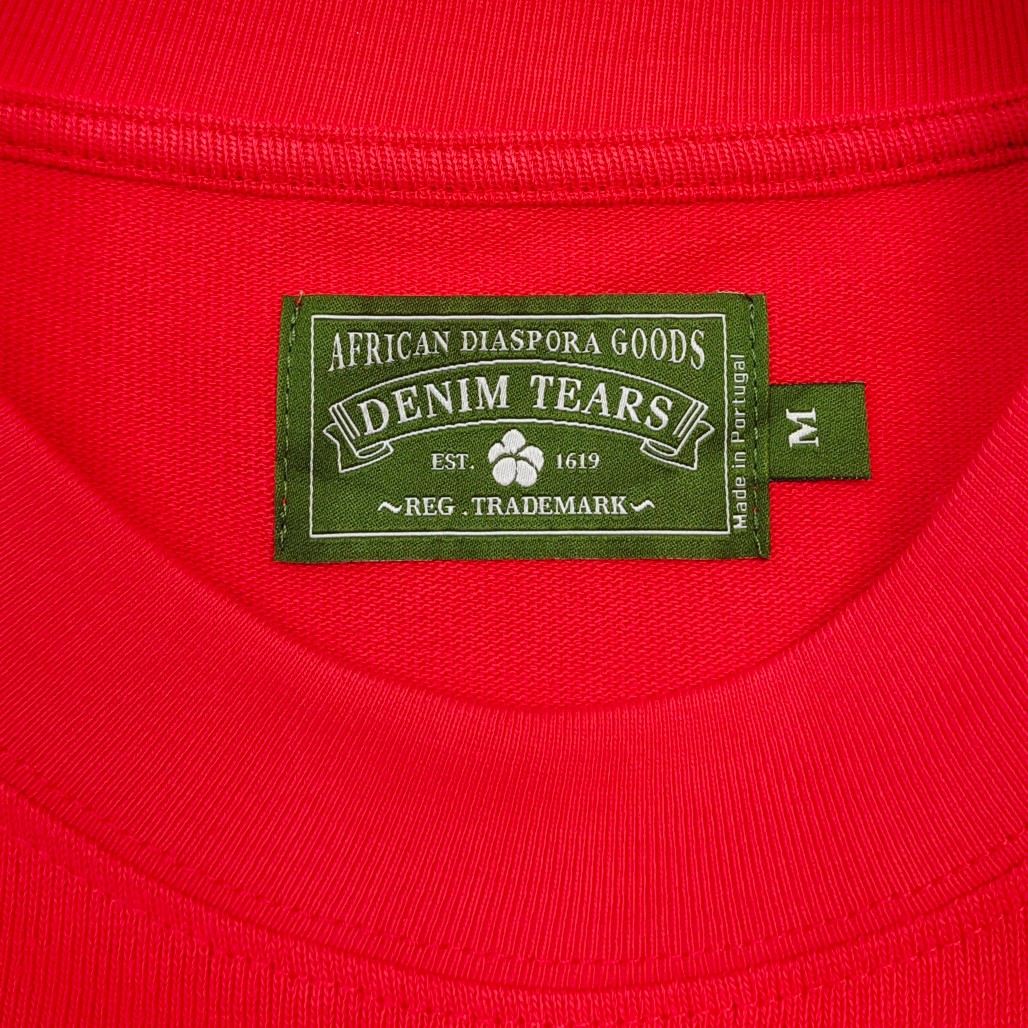 AFRICAN DIASPORA GOODS
DENIM TEARS
EST. 1619
~REG .TRADEMARK~
Made in Portugal
M